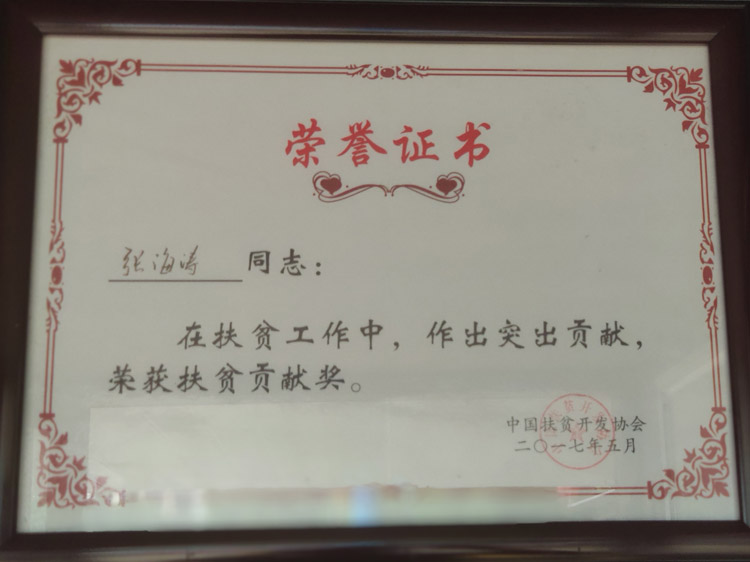 荣誉证书
张海涛 同志：
在扶贫工作中，作出突出贡献，
荣获扶贫贡献奖。
中国扶贫开发协会
二〇一七年五月